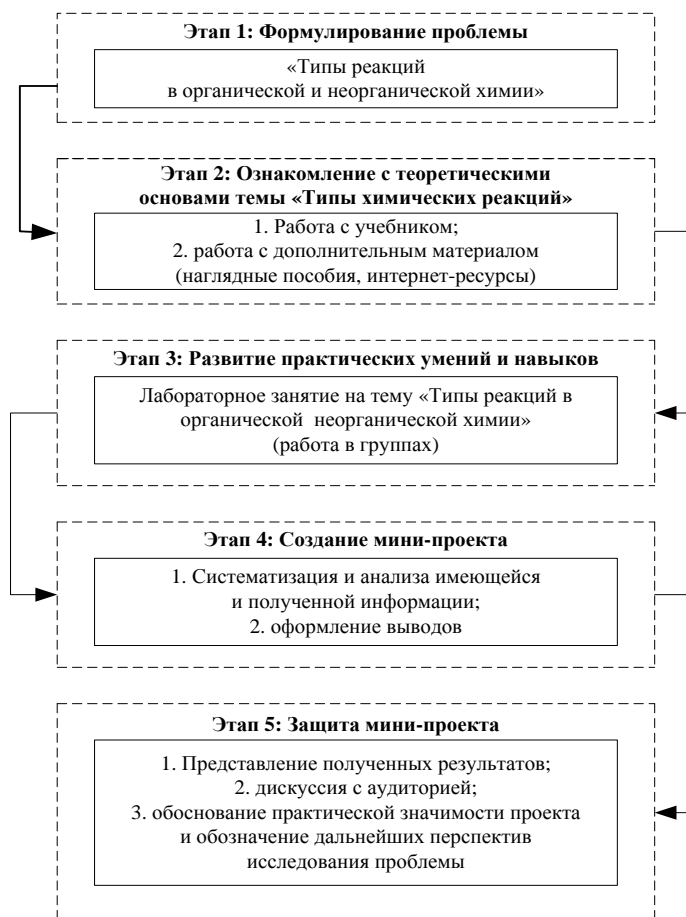 Этап 1: Формулирование проблемы
«Типы реакций
в органической и неорганической химии»
Этап 2: Ознакомление с теоретическими
основами темы «Типы химических реакций»
1. Работа с учебником;
2. работа с дополнительным материалом
(наглядные пособия, интернет-ресурсы)
Этап 3: Развитие практических умений и навыков
Лабораторное занятие на тему «Типы реакций в
органической неорганической химии»
(работа в группах)
Этап 4: Создание мини-проекта
1. Систематизация и анализа имеющейся
и полученной информации;
2. оформление выводов
Этап 5: Защита мини-проекта
1. Представление полученных результатов;
2. дискуссия с аудиторией;
3. обоснование практической значимости проекта
и обозначение дальнейших перспектив
исследования проблемы